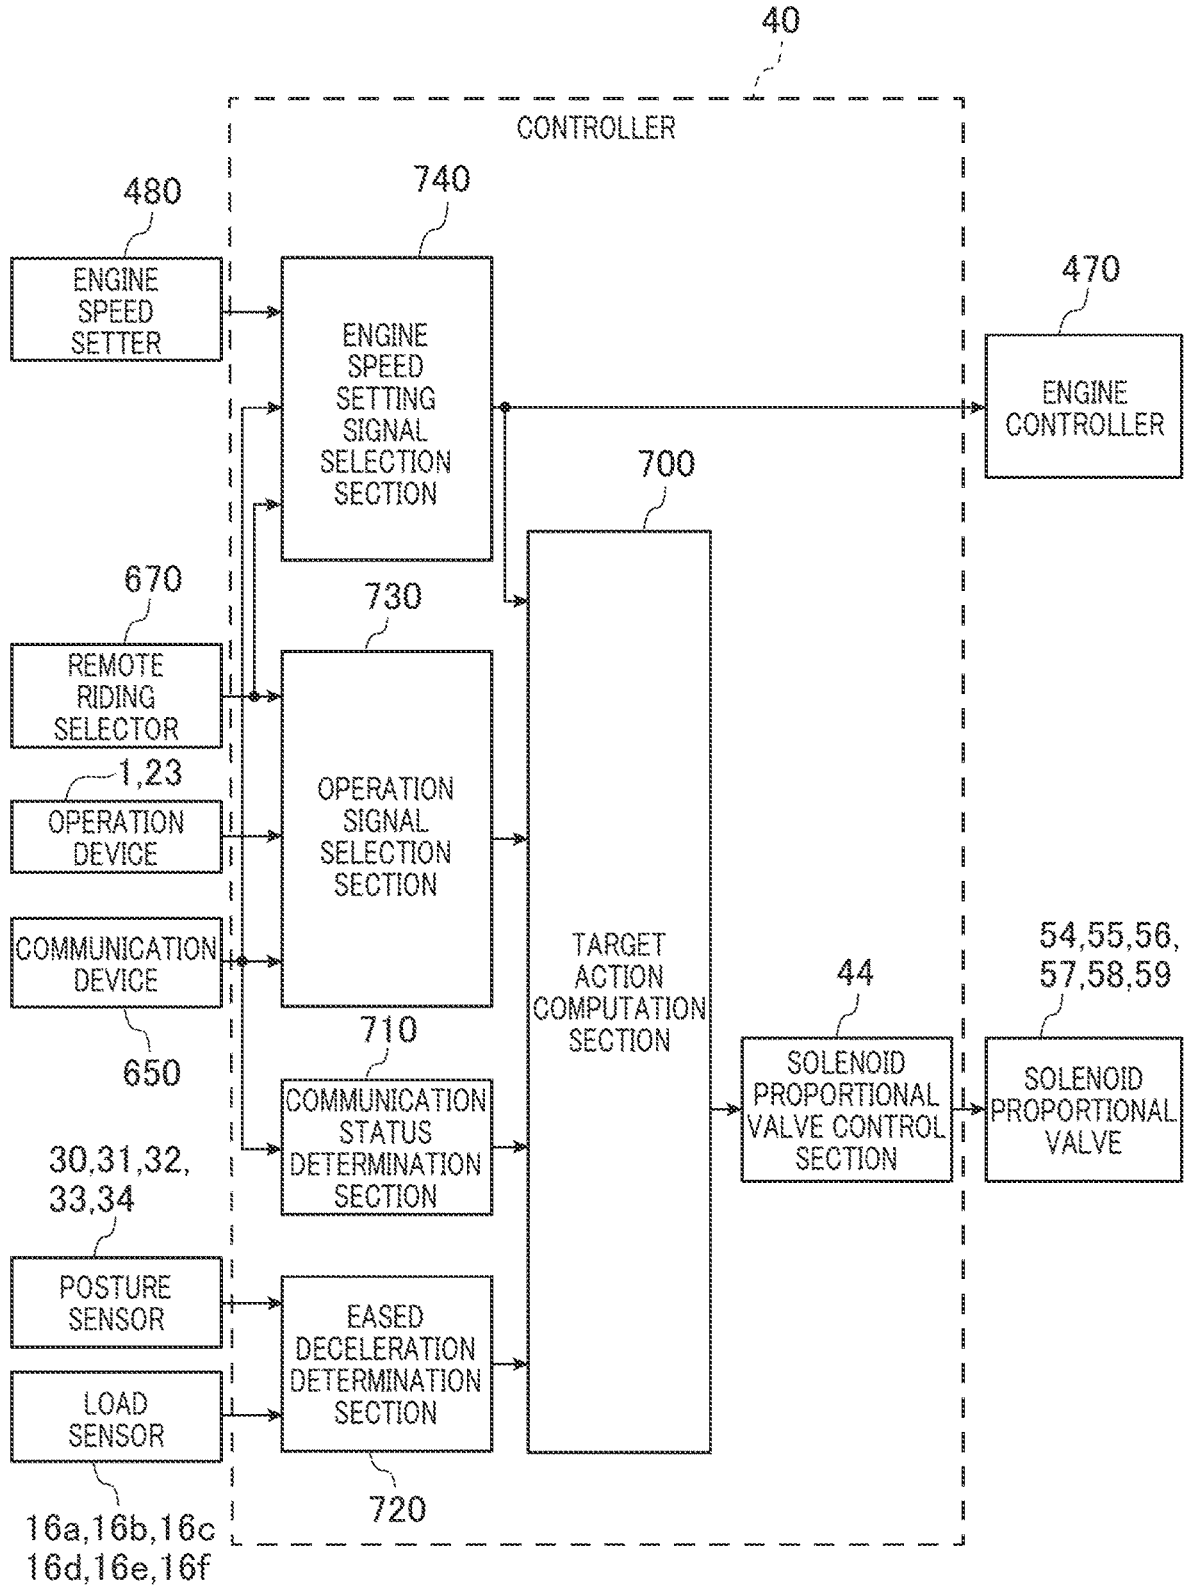 40
CONTROLLER
480
ENGINE
SPEED
SETTER
740
ENGINE
SPEED
SETTING
SIGNAL
SELECTION
SECTION
470
ENGINE
CONTROLLER
700
TARGET
ACTION
COMPUTATION
SECTION
670
REMOTE
RIDING
SELECTOR
730
OPERATION
SIGNAL
SELECTION
SECTION
1,23
OPERATION
DEVICE
COMMUNICATION
DEVICE
650
710
COMMUNICATION
STATUS
DETERMINATION
SECTION
44
SOLENOID
PROPORTIONAL
VALVE CONTROL
SECTION
54,55,56,
57,58,59
SOLENOID
PROPORTIONAL
VALVE
30,31,32,
33,34
POSTURE
SENSOR
EASED
DECELERATION
DETERMINATION
SECTION
720
LOAD
SENSOR
16a,16b,16c
16d,16e,16f